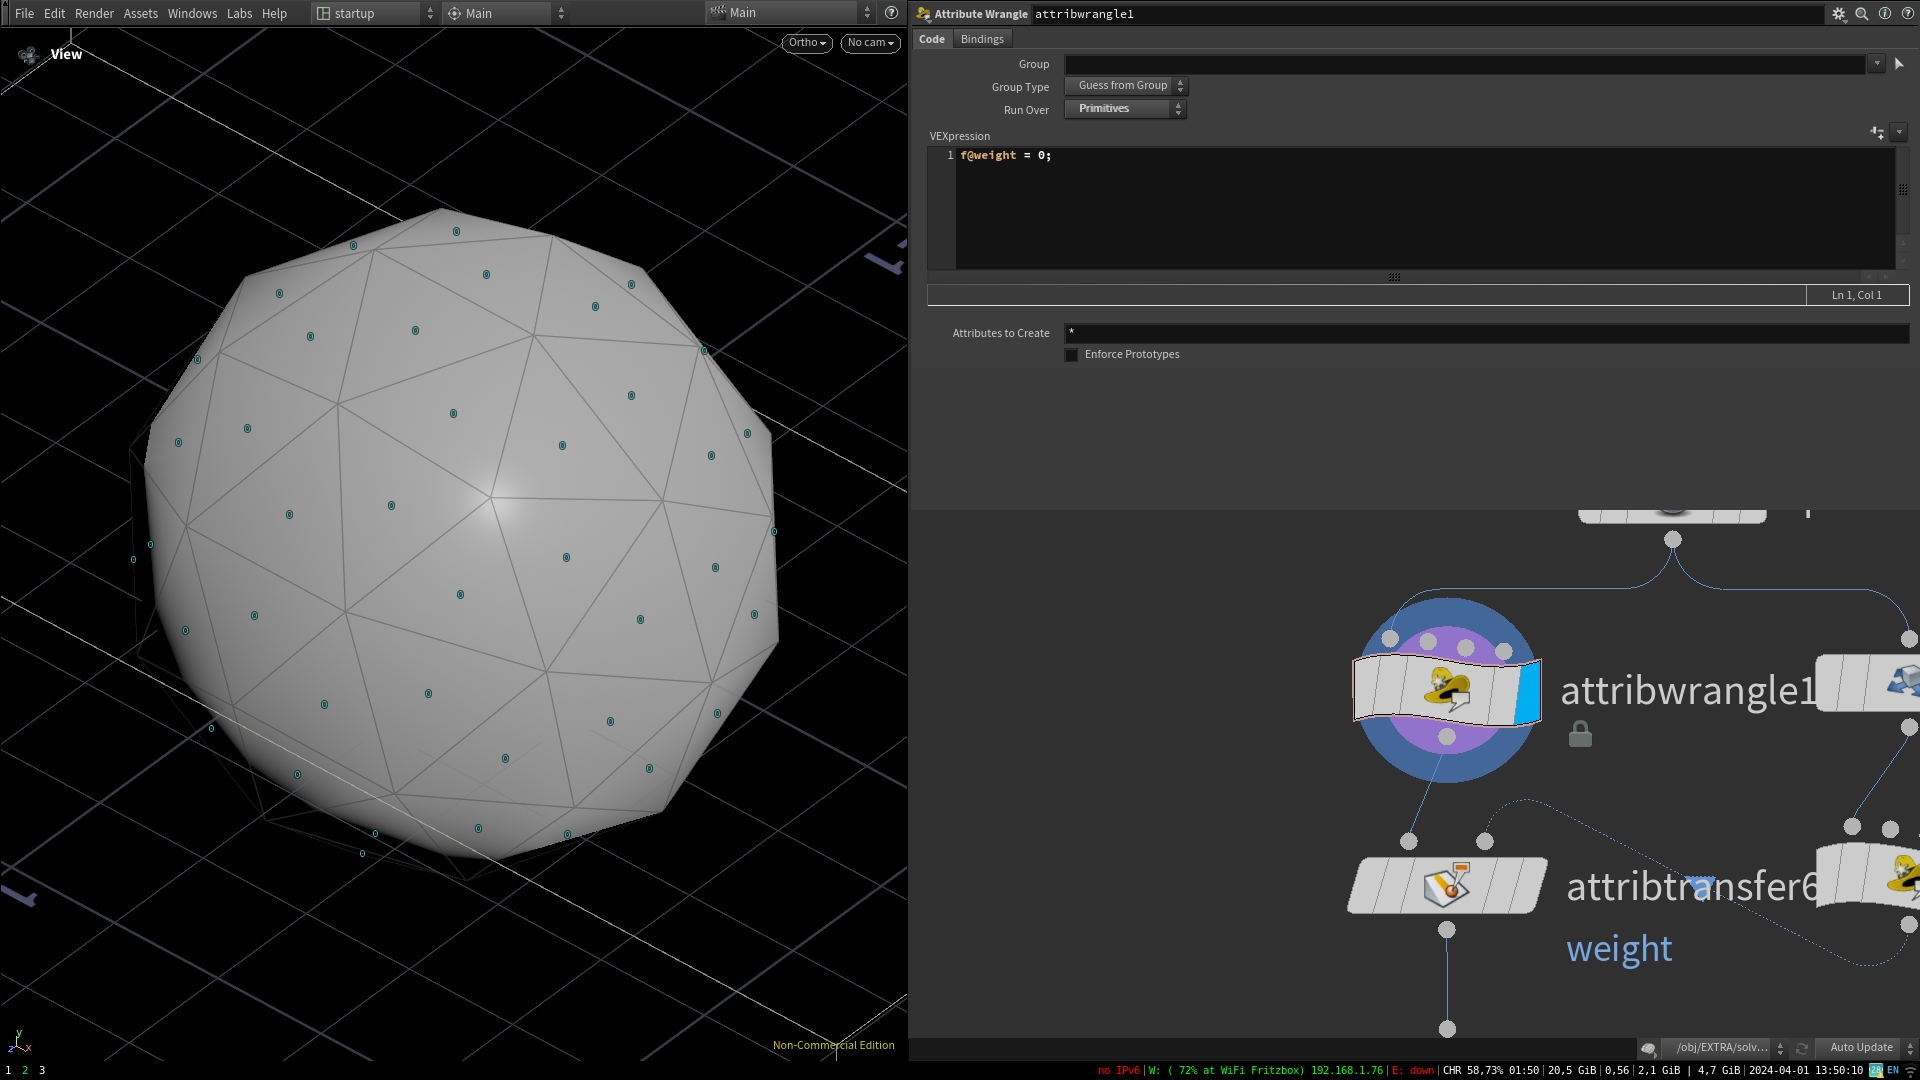 File Edit Render Assets Windows Labs Help startup Main Main
View
Ortho No cam
Non-Commercial Edition
y
z x
Attribute Wrangle attribwrangle1
Code Bindings
Group
Group Type Guess from Group
Run Over Primitives
VEXpression
1 f@weight = 0;
Ln 1, Col 1
Attributes to Create *
Enforce Prototypes
attribwrangle1
attribtransfer6
weight
/obj/EXTRA/solv... Auto Update
1 2 3 no IPv6|W: ( 72% at WiFi Fritzbox) 192.168.1.76|E: down|CHR 58,73% 01:50|20,5 GiB|0,56|2,1 GiB | 4,7 GiB|2024-04-01 13:50:10 EN